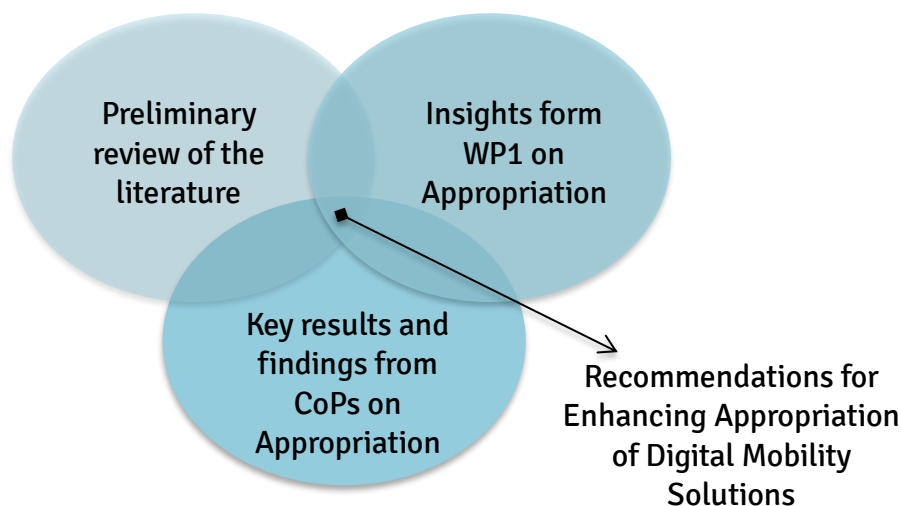 Preliminary
review of the
literature
Insights form
WP1 on
Appropriation
Key results and
findings from
CoPs on
Appropriation
Recommendations for
Enhancing Appropriation
of Digital Mobility
Solutions